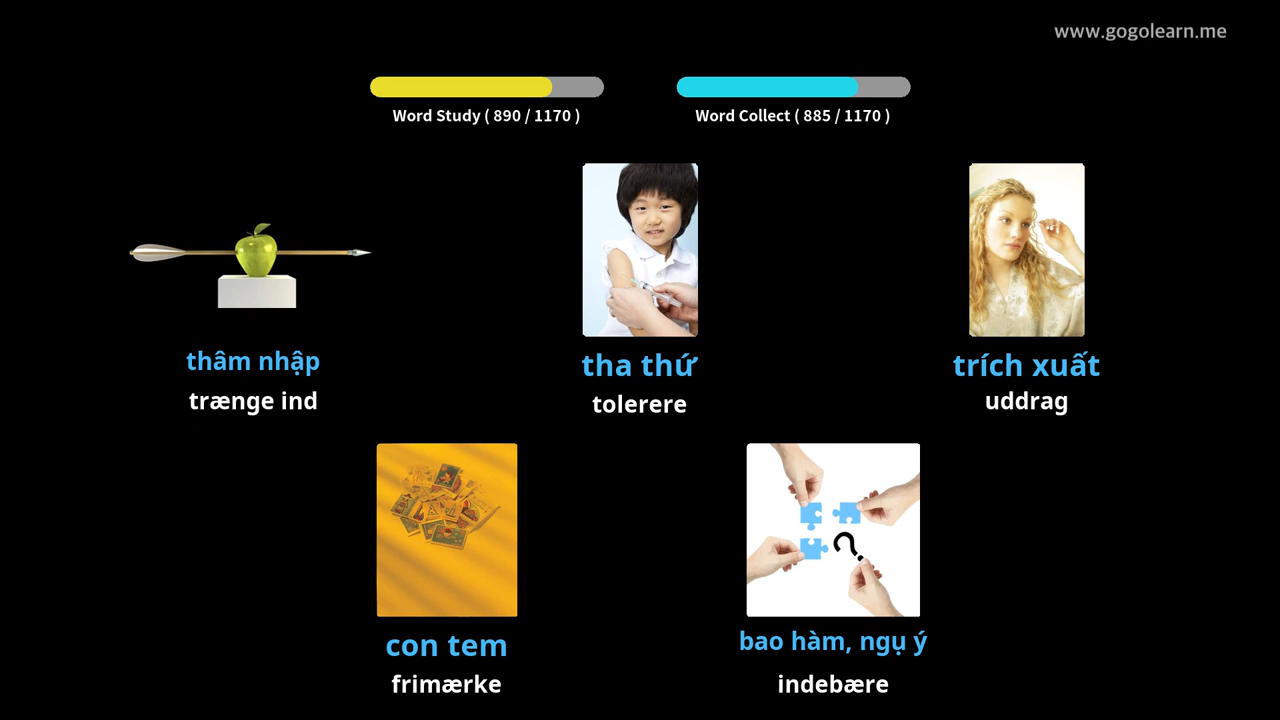 www.gogolearn.me
Word Study ( 890 / 1170 )
Word Collect ( 885 / 1170 )
thâm nhập
trænge ind
tha thứ
tolerere
trích xuất
uddrag
con tem
frimærke
bao hàm, ngụ ý
indebære